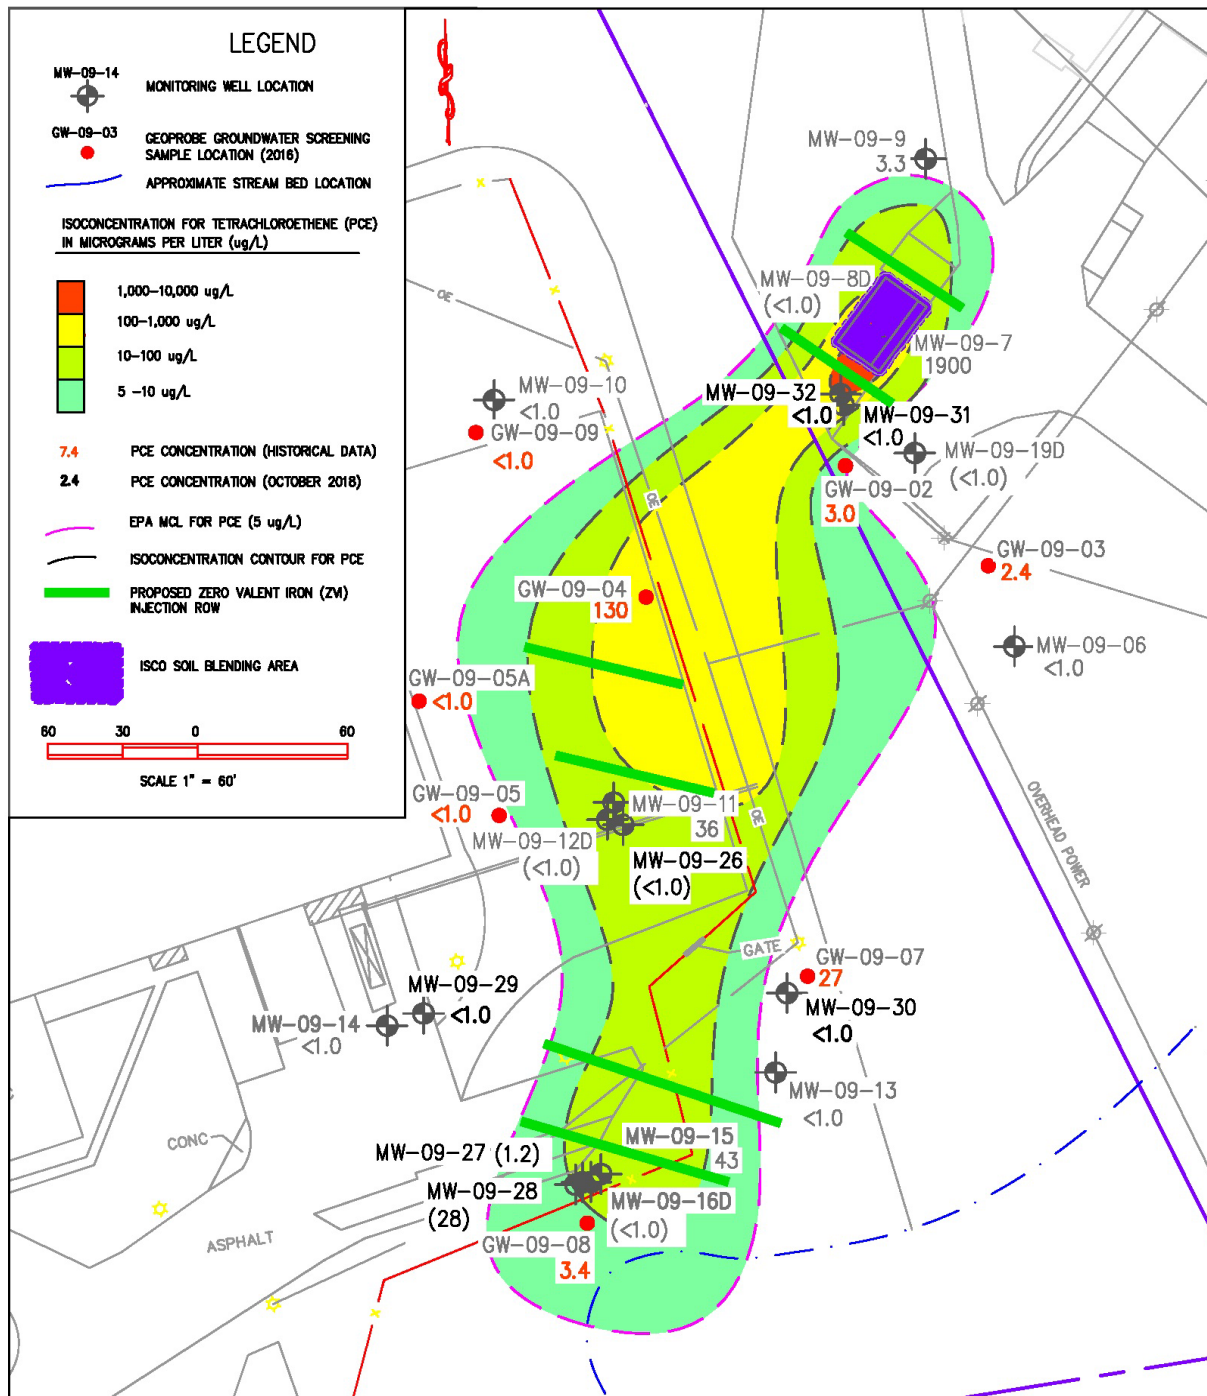 LEGEND
MW-09-14
MONITORING WELL LOCATION
GW-09-03
GEOPROBE GROUNDWATER SCREENING
SAMPLE LOCATION (2016)
APPROXIMATE STREAM BED LOCATION
ISOCONCENTRATION FOR TETRACHLOROETHENE (PCE)
IN MICROGRAMS PER LITER (ug/L)
1,000-10,000 ug/L
100-1,000 ug/L
10-100 ug/L
5 -10 ug/L
7.4
PCE CONCENTRATION (HISTORICAL DATA)
2.4
PCE CONCENTRATION (OCTOBER 2018)
EPA MCL FOR PCE (5 ug/L)
ISOCONCENTRATION CONTOUR FOR PCE
PROPOSED ZERO VALENT IRON (ZVI)
INJECTION ROW
ISCO SOIL BLENDING AREA
60 30 0 60
SCALE 1" = 60'
MW-09-9
3.3
MW-09-8D
(<1.0)
MW-09-7
1900
OE
MW-09-10
<1.0
MW-09-32
<1.0
MW-09-31
<1.0
GW-09-09
<1.0
MW-09-19D
(<1.0)
GW-09-02
3.0
OE
GW-09-03
2.4
GW-09-04
130
MW-09-06
<1.0
GW-09-05A
<1.0
GW-09-05
<1.0
MW-09-11
36
OE
OVERHEAD POWER
MW-09-12D
(<1.0)
MW-09-26
(<1.0)
GATE
GW-09-07
27
MW-09-29
<1.0
MW-09-30
<1.0
MW-09-14
<1.0
MW-09-13
<1.0
CONC
MW-09-15
43
MW-09-27 (1.2)
MW-09-28
(28)
MW-09-16D
(<1.0)
ASPHALT
GW-09-08
3.4